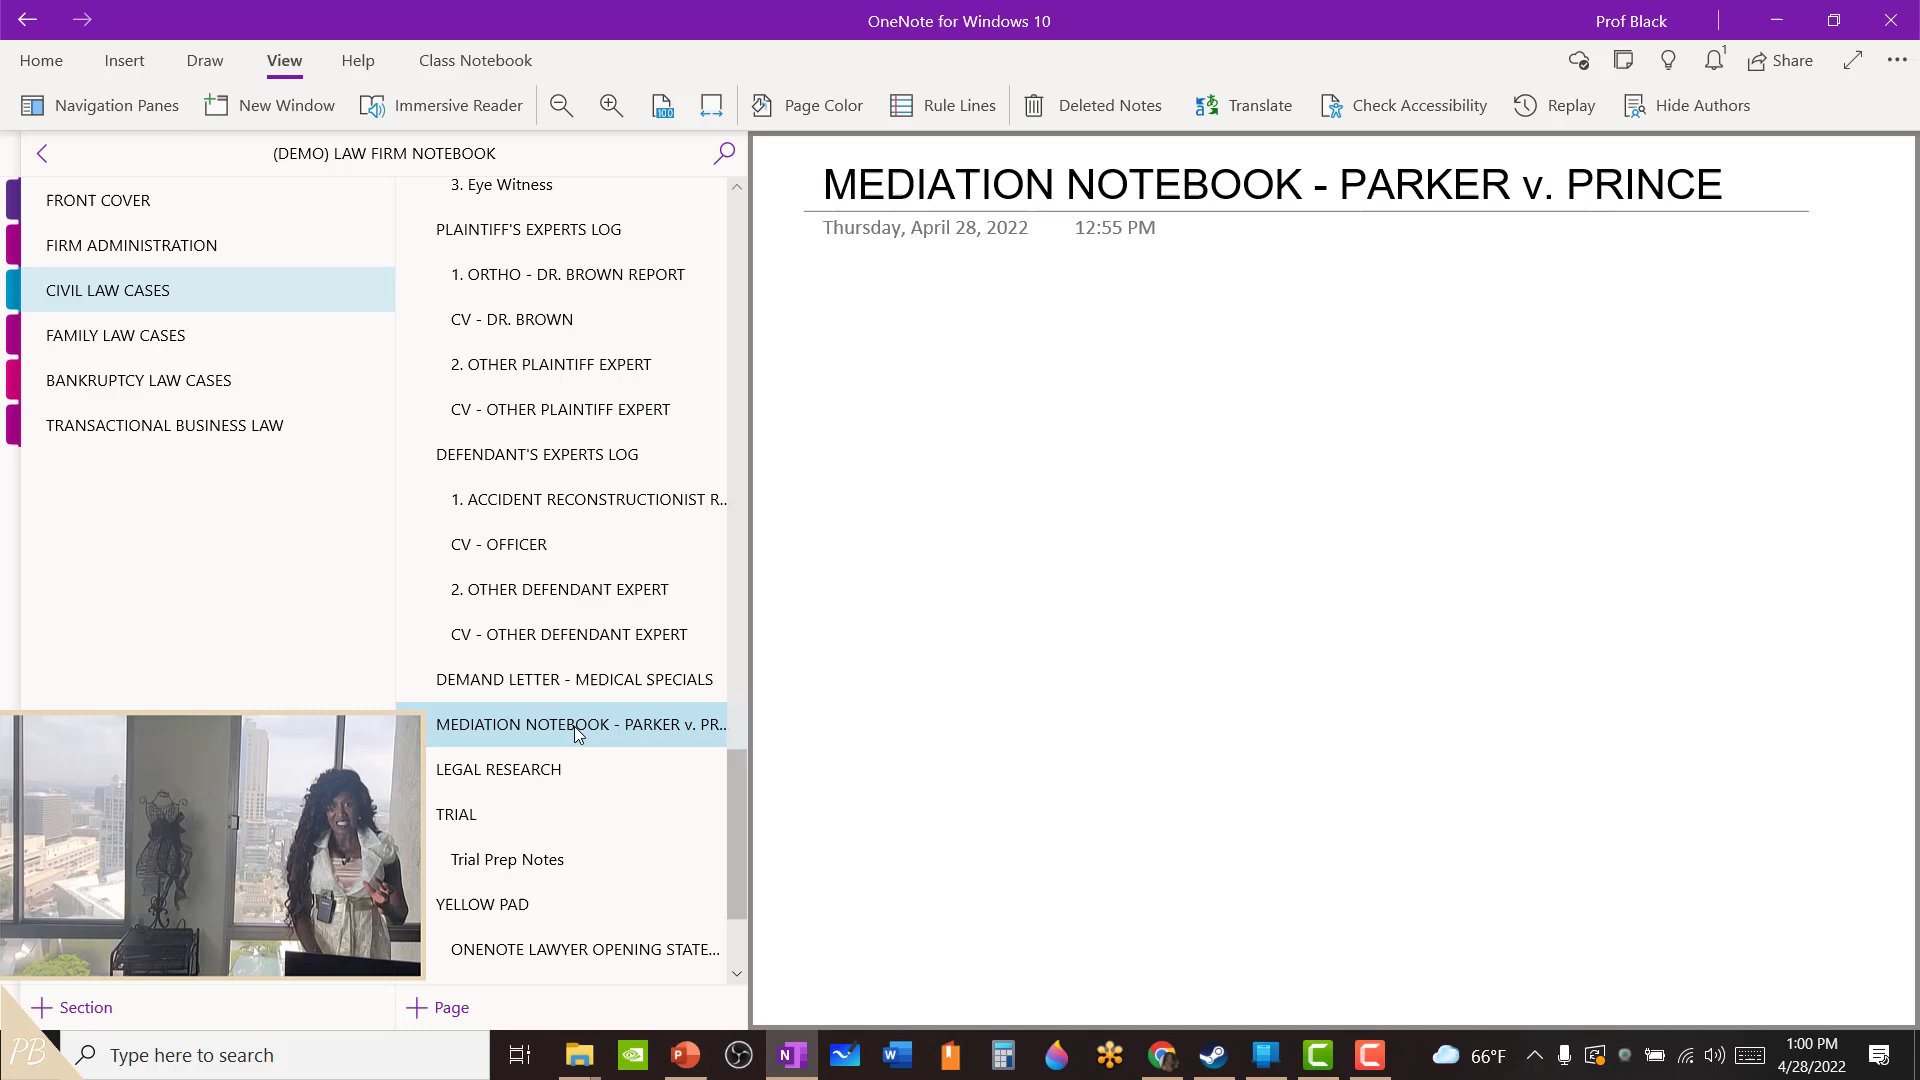 OneNote for Windows 10
Prof Black
Home Insert Draw View Help Class Notebook
1
Share
Navigation Panes New Window Immersive Reader
100
Page Color Rule Lines Deleted Notes Translate Check Accessibility Replay Hide Authors
(DEMO) LAW FIRM NOTEBOOK
FRONT COVER
FIRM ADMINISTRATION
CIVIL LAW CASES
FAMILY LAW CASES
BANKRUPTCY LAW CASES
TRANSACTIONAL BUSINESS LAW
3. Eye Witness
PLAINTIFF'S EXPERTS LOG
1. ORTHO - DR. BROWN REPORT
CV - DR. BROWN
2. OTHER PLAINTIFF EXPERT
CV - OTHER PLAINTIFF EXPERT
DEFENDANT'S EXPERTS LOG
1. ACCIDENT RECONSTRUCTIONIST R...
CV - OFFICER
2. OTHER DEFENDANT EXPERT
CV - OTHER DEFENDANT EXPERT
DEMAND LETTER - MEDICAL SPECIALS
MEDIATION NOTEBOOK - PARKER v. PR...
LEGAL RESEARCH
TRIAL
Trial Prep Notes
YELLOW PAD
ONENOTE LAWYER OPENING STATE...
Section
Page
MEDIATION NOTEBOOK - PARKER v. PRINCE
Thursday, April 28, 2022 12:55 PM
PB
Type here to search
66°F
1:00 PM
4/28/2022